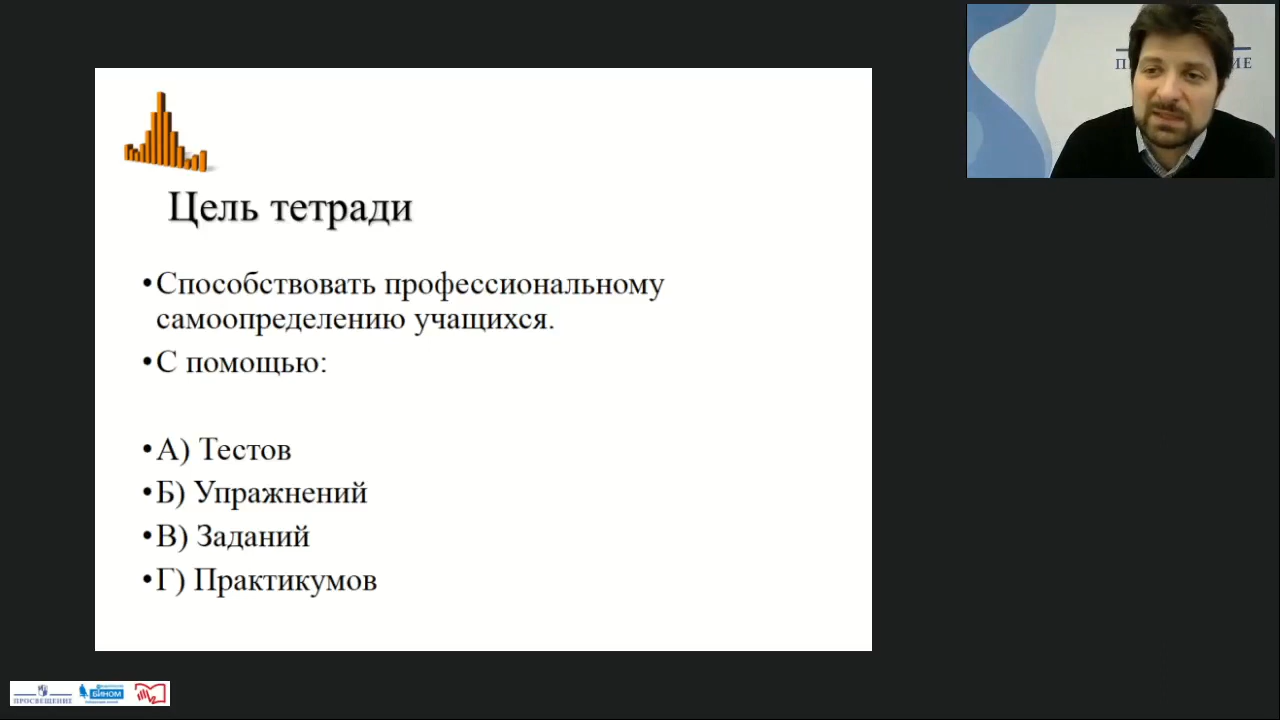 Цель тетради
•Способствовать профессиональному
самоопределению учащихся.
•С помощью:
•А) Тестов
•Б) Упражнений
•В) Заданий
•Г) Практикумов
ПРОСВЕЩЕНИЕ
БИНОМ